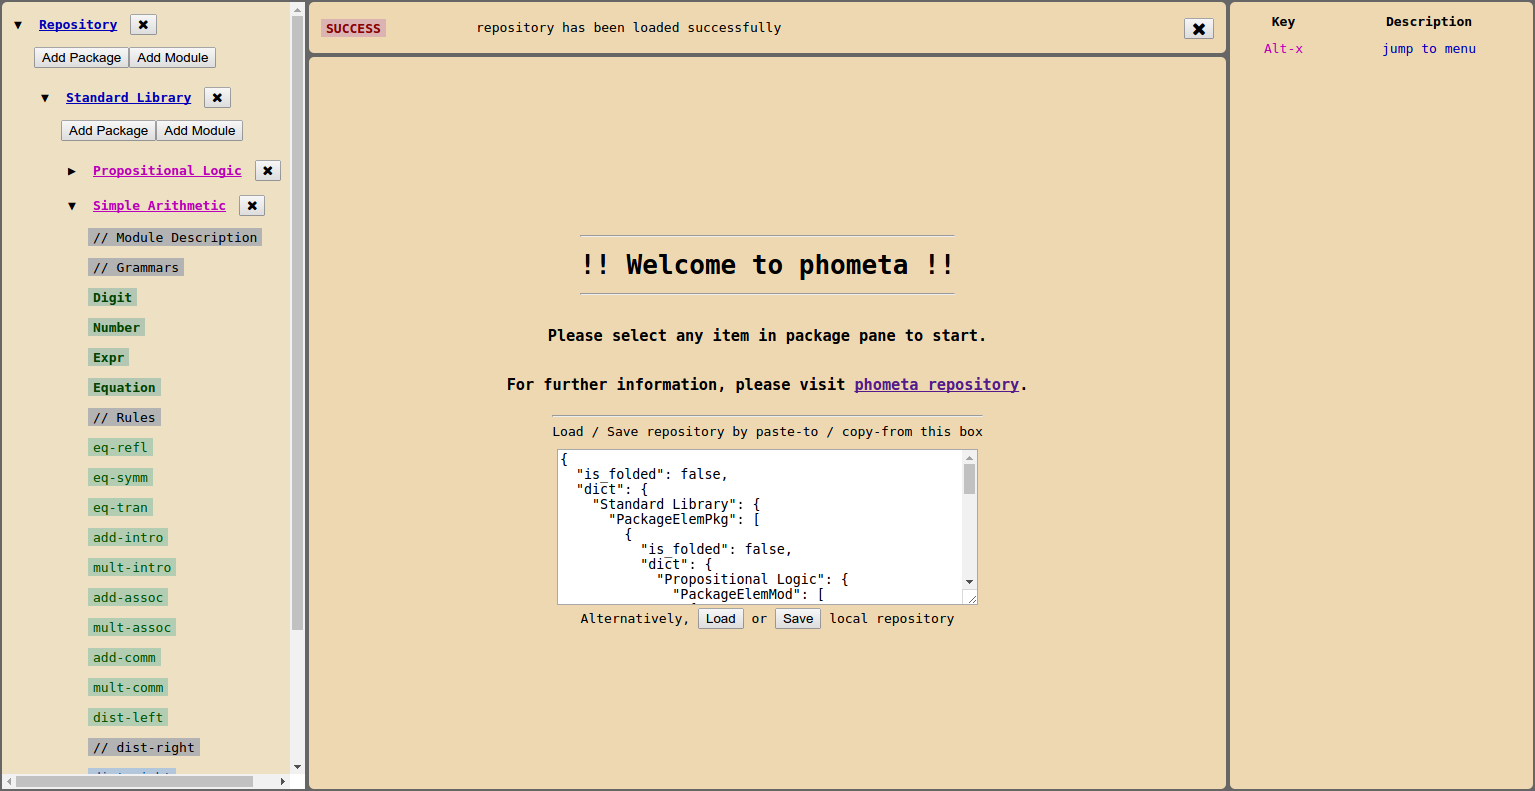 ▼ Repository ✖
Add Package Add Module
▼ Standard Library ✖
Add Package Add Module
▶ Propositional Logic ✖
▼ Simple Arithmetic ✖
// Module Description
// Grammars
Digit
Number
Expr
Equation
// Rules
eq-refl
eq-symm
eq-tran
add-intro
mult-intro
add-assoc
mult-assoc
add-comm
mult-comm
dist-left
// dist-right
SUCCESS repository has been loaded successfully ✖
!! Welcome to phometa !!
Please select any item in package pane to start.
For further information, please visit phometa repository.
Load / Save repository by paste-to / copy-from this box
{
"is_folded": false,
"dict": {
"Standard Library": {
"PackageElemPkg": [
{
"is_folded": false,
"dict": {
"Propositional Logic": {
"PackageElemMod": [
Alternatively, Load or Save local repository
Key Description
Alt-x jump to menu